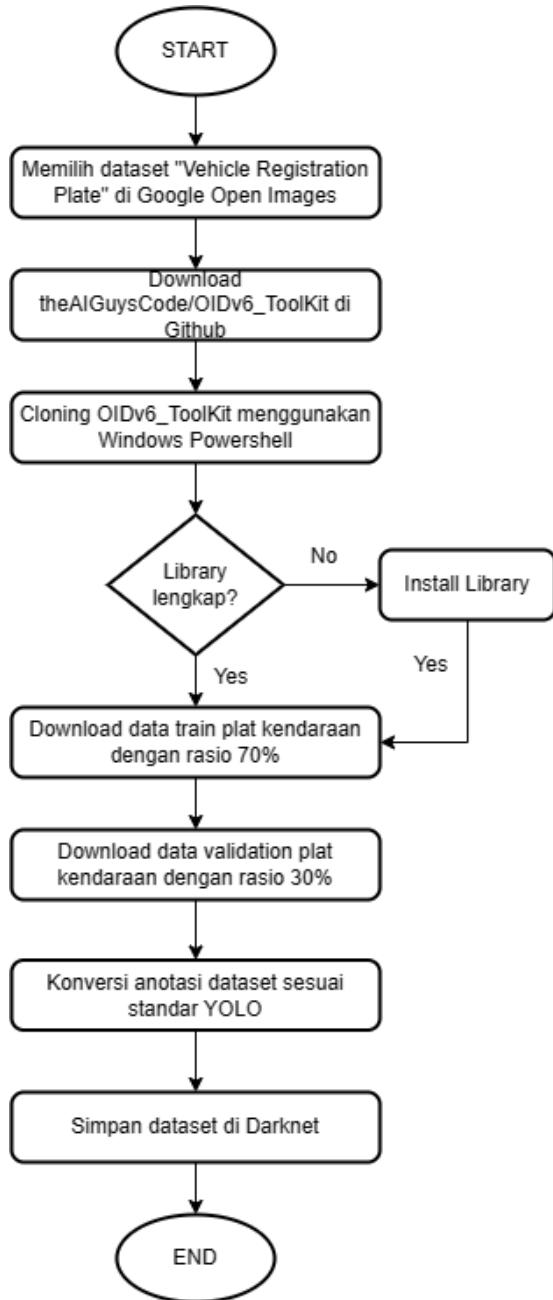 START
Memilih dataset "Vehicle Registration
Plate" di Google Open Images
Download
theAIGuysCode/OIDv6_ToolKit di
Github
Cloning OIDv6_ToolKit menggunakan
Windows Powershell
Library
lengkap?
No
Install Library
Yes
Yes
Download data train plat kendaraan
dengan rasio 70%
Download data validation plat
kendaraan dengan rasio 30%
Konversi anotasi dataset sesuai
standar YOLO
Simpan dataset di Darknet
END